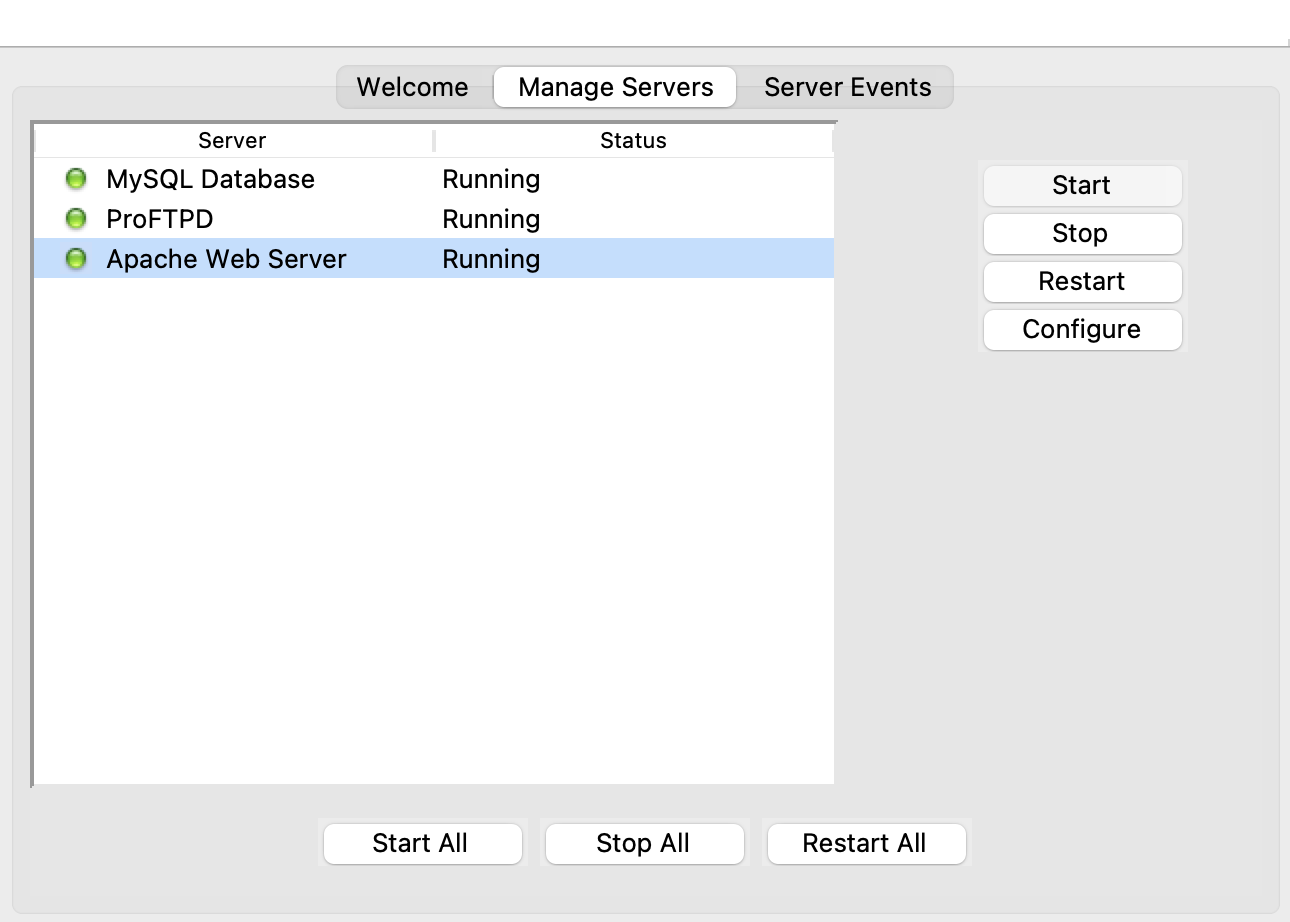 Welcome Manage Servers Server Events
Server Status
MySQL Database Running
ProFTPD Running
Apache Web Server Running
Start
Stop
Restart
Configure
Start All Stop All Restart All